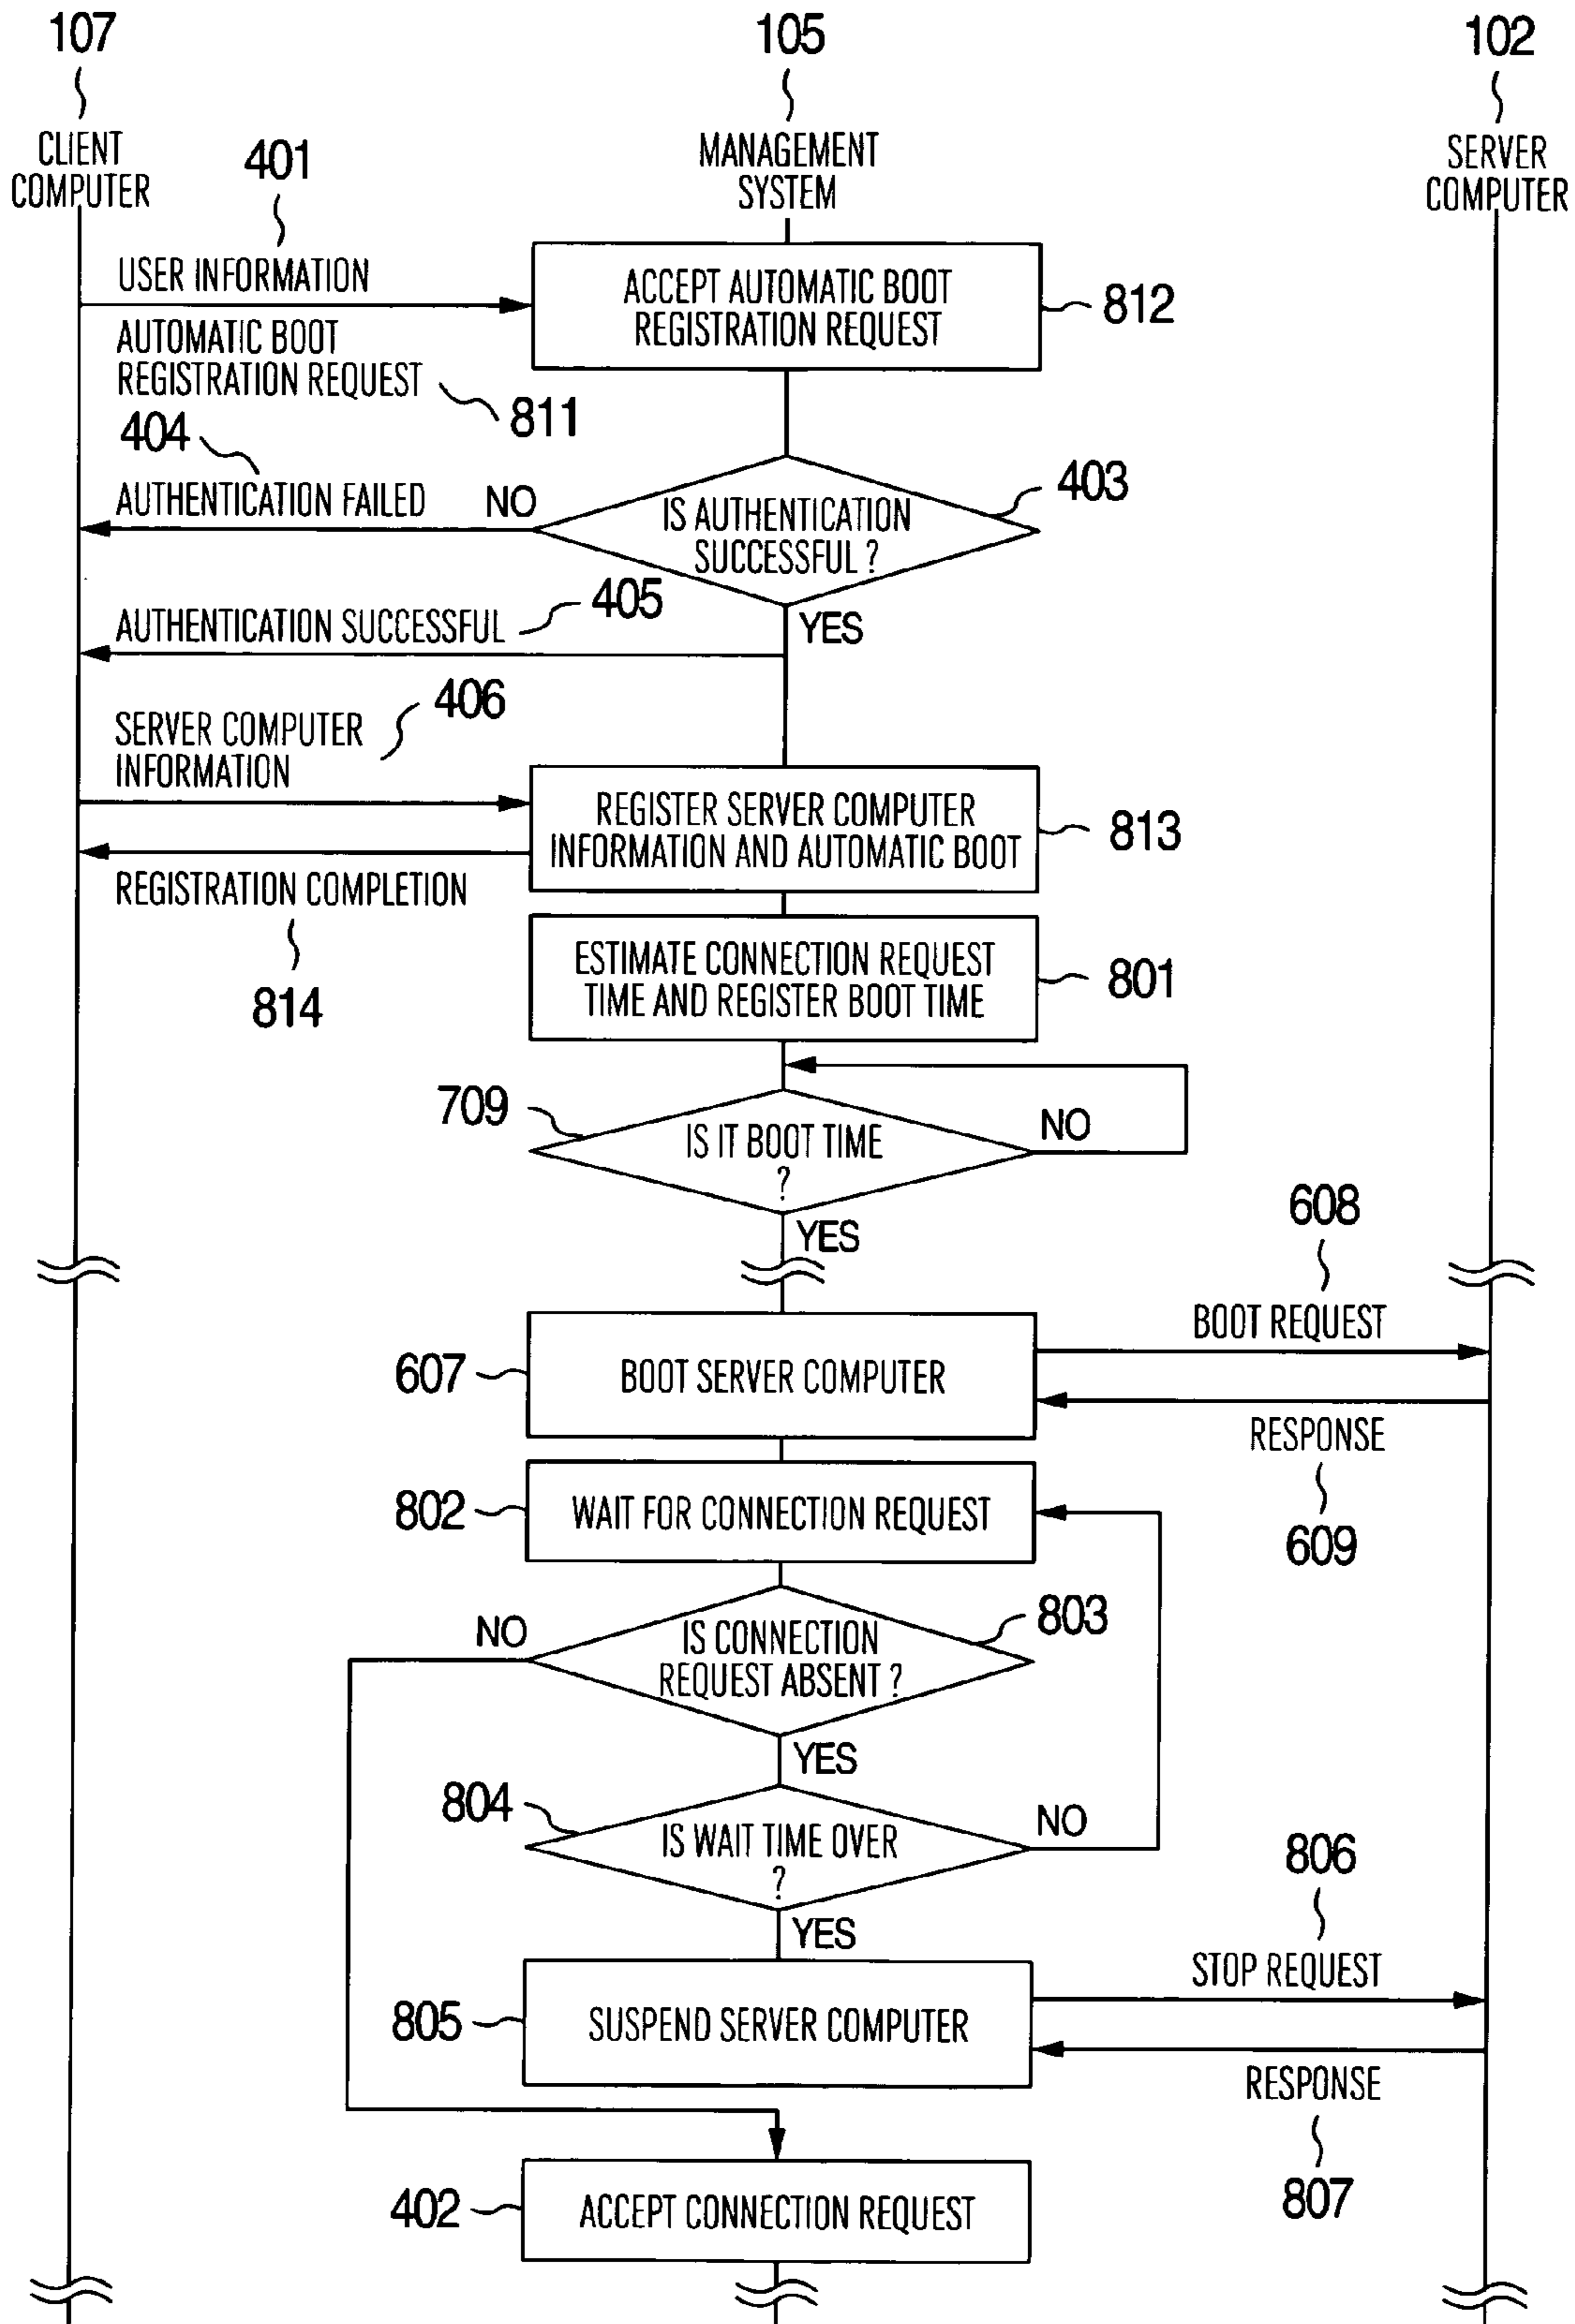 107
105
102
CLIENT
COMPUTER
401
MANAGEMENT
SYSTEM
SERVER
COMPUTER
USER INFORMATION
ACCEPT AUTOMATIC BOOT
REGISTRATION REQUEST
812
AUTOMATIC BOOT
REGISTRATION REQUEST
811
404
AUTHENTICATION FAILED
NO
IS AUTHENTICATION
SUCCESSFUL ?
403
AUTHENTICATION SUCCESSFUL
405
YES
406
SERVER COMPUTER
INFORMATION
REGISTER SERVER COMPUTER
INFORMATION AND AUTOMATIC BOOT
813
REGISTRATION COMPLETION
814
ESTIMATE CONNECTION REQUEST
TIME AND REGISTER BOOT TIME
801
709
IS IT BOOT TIME
?
NO
YES
608
BOOT REQUEST
607
BOOT SERVER COMPUTER
RESPONSE
609
802
WAIT FOR CONNECTION REQUEST
NO
IS CONNECTION
REQUEST ABSENT ?
803
YES
804
IS WAIT TIME OVER
?
NO
YES
806
STOP REQUEST
805
SUSPEND SERVER COMPUTER
RESPONSE
807
402
ACCEPT CONNECTION REQUEST